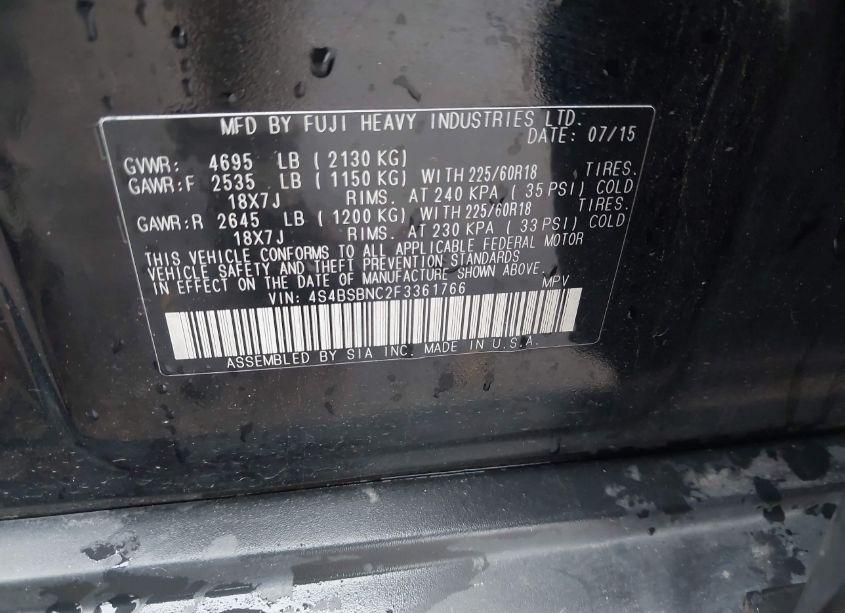 MFD BY FUJI HEAVY INDUSTRIES LTD.
DATE: 07/15
GVWR: 4695 LB ( 2130 KG)
GAWR:F 2535 LB ( 1150 KG) WITH 225/60R18 TIRES.
18X7J RIMS. AT 240 KPA ( 35 PSI) COLD
GAWR:R 2645 LB ( 1200 KG) WITH 225/60R18 TIRES.
18X7J RIMS. AT 230 KPA ( 33 PSI) COLD
THIS VEHICLE CONFORMS TO ALL APPLICABLE FEDERAL MOTOR
VEHICLE SAFETY AND THEFT PREVENTION STANDARDS
IN EFFECT ON THE DATE OF MANUFACTURE SHOWN ABOVE.
VIN: 4S4BSBNC2F3361766 MPV
ASSEMBLED BY SIA INC. MADE IN U.S.A.